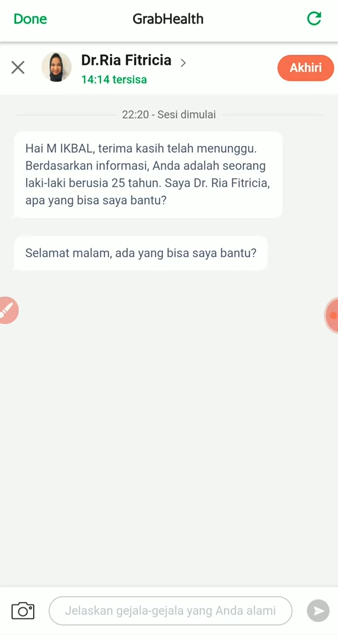 Done
GrabHealth
Dr.Ria Fitricia
14:14 tersisa
Akhiri
22:20 - Sesi dimulai
Hai M IKBAL, terima kasih telah menunggu.
Berdasarkan informasi, Anda adalah seorang
laki-laki berusia 25 tahun. Saya Dr. Ria Fitricia,
apa yang bisa saya bantu?
Selamat malam, ada yang bisa saya bantu?
Jelaskan gejala-gejala yang Anda alami